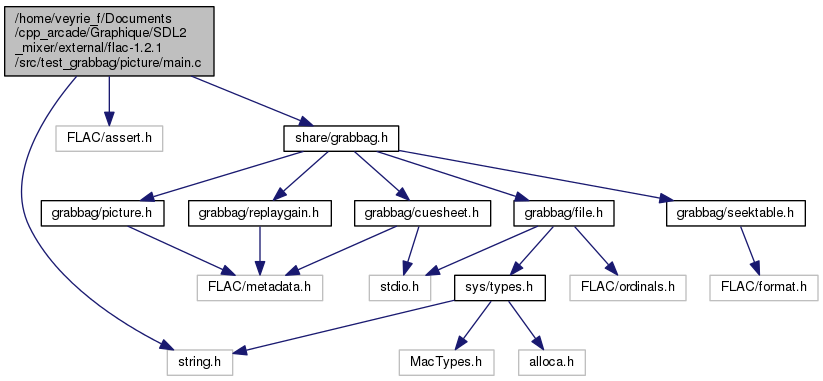 /home/veyrie_f/Documents
/cpp_arcade/Graphique/SDL2
_mixer/external/flac-1.2.1
/src/test_grabbag/picture/main.c
FLAC/assert.h
share/grabbag.h
grabbag/picture.h
grabbag/replaygain.h
grabbag/cuesheet.h
grabbag/file.h
grabbag/seektable.h
FLAC/metadata.h
stdio.h
sys/types.h
FLAC/ordinals.h
FLAC/format.h
string.h
MacTypes.h
alloca.h